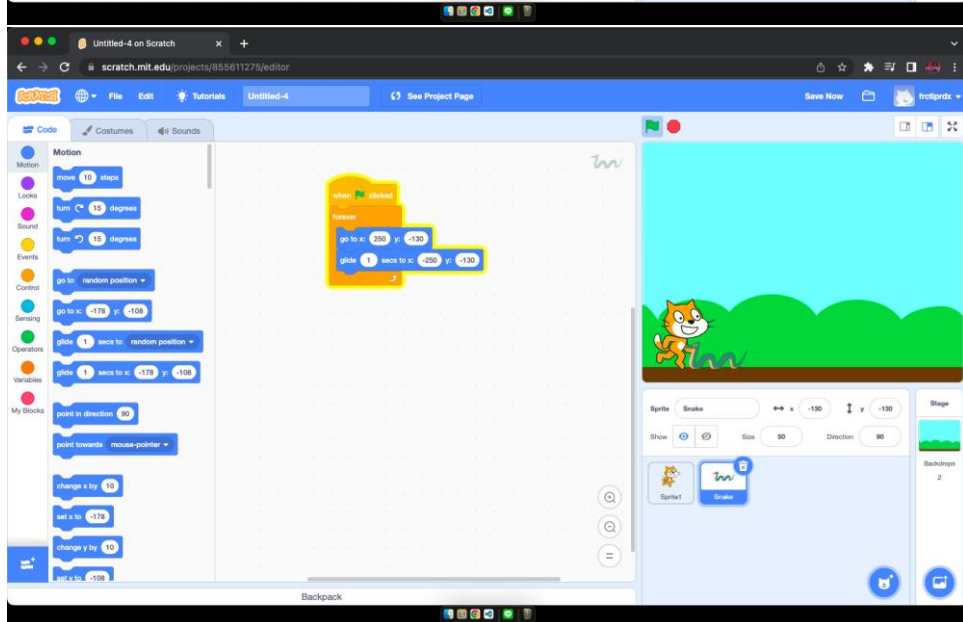 Untitled-4 on Scratch
scratch.mit.edu/projects/855611275/editor
SCRATCH File Edit Tutorials Untitled-4 See Project Page Save Now frctlprdx
Code Costumes Sounds
Motion
Looks
Sound
Events
Control
Sensing
Operators
Variables
My Blocks
Motion
move 10 steps
turn 15 degrees
turn 15 degrees
go to random position
go to x: -178 y: -108
glide 1 secs to random position
glide 1 secs to x: -178 y: -108
point in direction 90
point towards mouse-pointer
change x by 10
set x to -178
change y by 10
set y to -108
when clicked
forever
go to x: 250 y: -130
glide 1 secs to x: -250 y: -130
Backpack
Sprite Snake x -130 y -130
Show Size 50 Direction 90
Sprite1
Snake
Stage
Backdrops
2